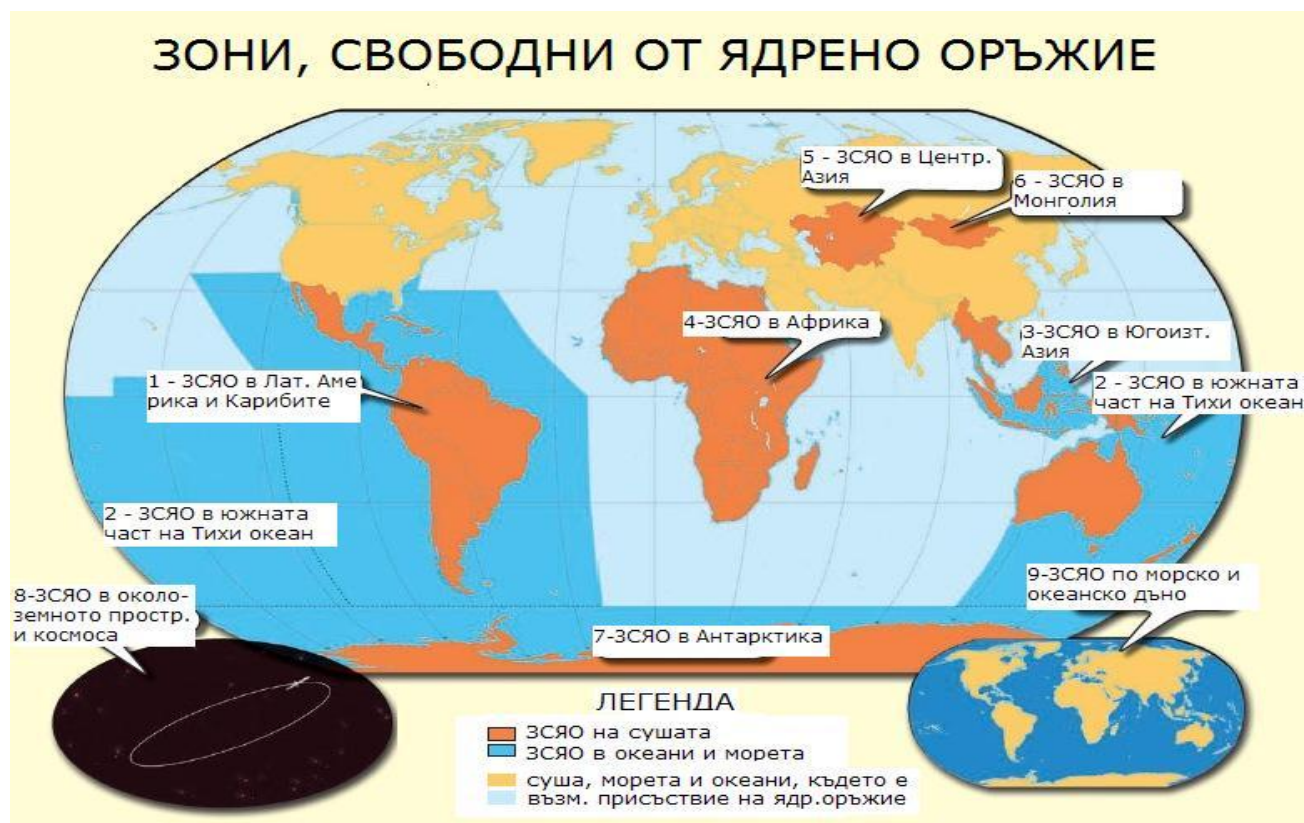 ЗОНИ, СВОБОДНИ ОТ ЯДРЕНО ОРЪЖИЕ
5 - ЗСЯО в Центр.
Азия
6 - ЗСЯО в
Монголия
4-ЗСЯО в Африка
3-ЗСЯО в Югоизт.
Азия
1 - ЗСЯО в Лат. Аме
рика и Карибите
2 - ЗСЯО в южната
част на Тихи океан
2 - ЗСЯО в южната
част на Тихи океан
8-ЗСЯО в около-
земното простр.
и космоса
9-ЗСЯО по морско и
океанско дъно
7-ЗСЯО в Антарктика
ЛЕГЕНДА
ЗСЯО на сушата
ЗСЯО в океани и морета
суша, морета и океани, където е
възм. присъствие на ядр.оръжие